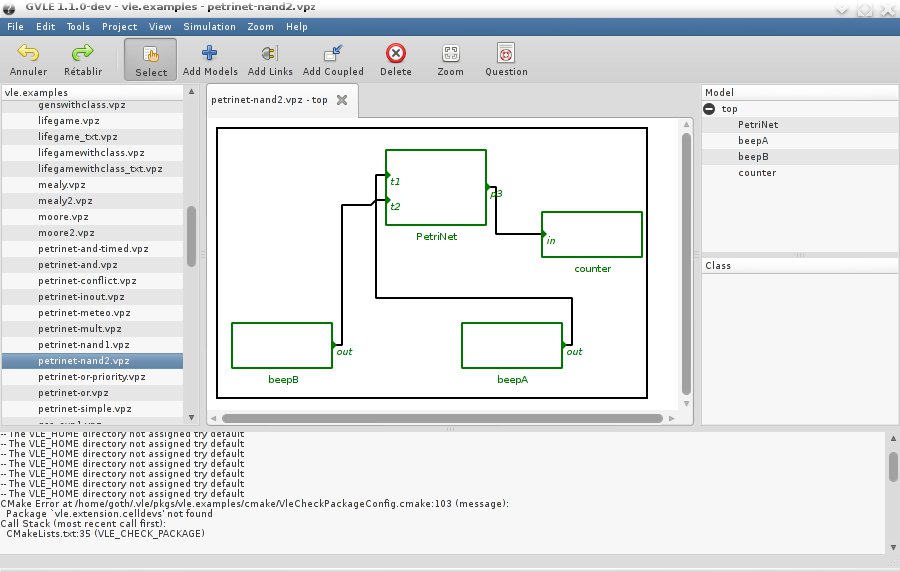 GVLE 1.1.0-dev - vle.examples - petrinet-nand2.vpz
File Edit Tools Project View Simulation Zoom Help
Annuler Rétablir Select Add Models Add Links Add Coupled Delete Zoom Question
vle.examples
genswithclass.vpz
lifegame.vpz
lifegame_txt.vpz
lifegamewithclass.vpz
lifegamewithclass_txt.vpz
mealy.vpz
mealy2.vpz
moore.vpz
moore2.vpz
petrinet-and-timed.vpz
petrinet-and.vpz
petrinet-conflict.vpz
petrinet-inout.vpz
petrinet-meteo.vpz
petrinet-mult.vpz
petrinet-nand1.vpz
petrinet-nand2.vpz
petrinet-or-priority.vpz
petrinet-or.vpz
petrinet-simple.vpz
petrinet-nand2.vpz - top
t1
t2
p3
PetriNet
in
counter
out
beepB
out
beepA
Model
top
PetriNet
beepA
beepB
counter
Class
-- The VLE_HOME directory not assigned try default
-- The VLE_HOME directory not assigned try default
-- The VLE_HOME directory not assigned try default
-- The VLE_HOME directory not assigned try default
-- The VLE_HOME directory not assigned try default
-- The VLE_HOME directory not assigned try default
-- The VLE_HOME directory not assigned try default
CMake Error at /home/goth/.vle/pkgs/vle.examples/cmake/VleCheckPackageConfig.cmake:103 (message):
Package `vle.extension.celldevs' not found
Call Stack (most recent call first):
CMakeLists.txt:35 (VLE_CHECK_PACKAGE)